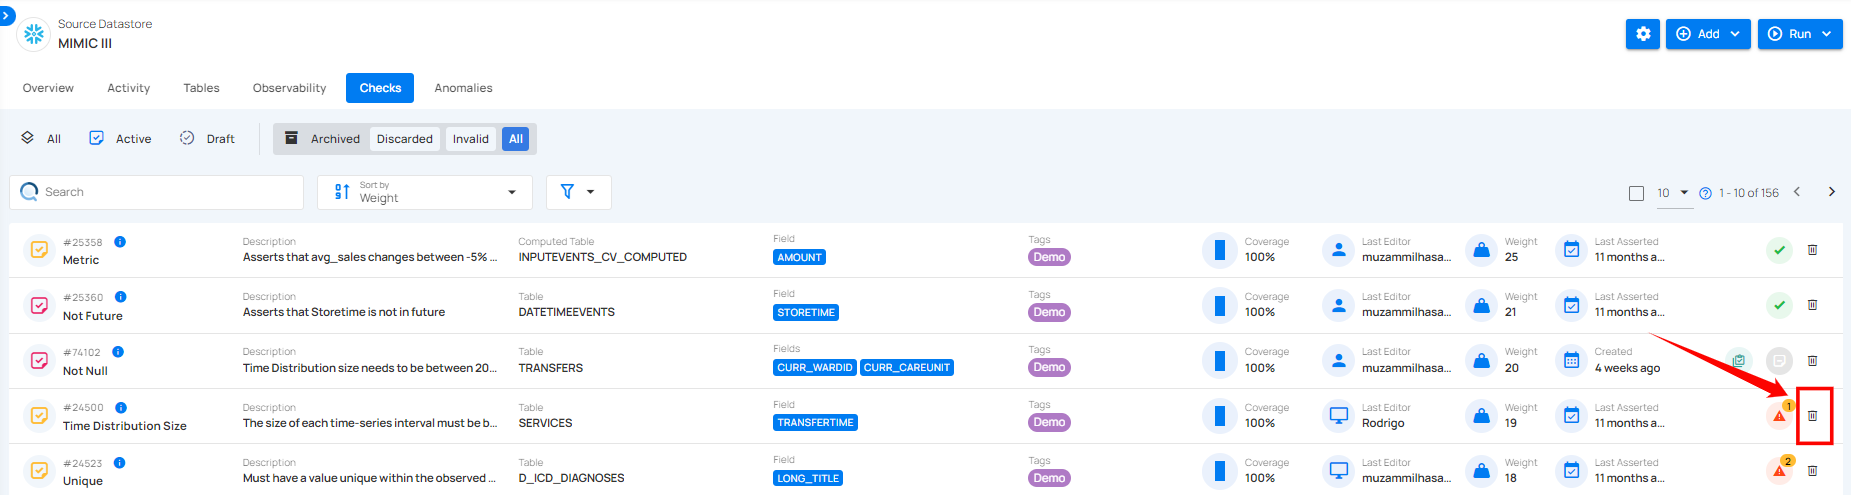 Source Datastore
MIMIC III
Add
Run
Overview Activity Tables Observability Checks Anomalies
All Active Draft Archived Discarded Invalid All
Search
Sort by
Weight
10 1 - 10 of 156
#25358 Description Computed Table Field Tags Coverage Last Editor Weight Last Asserted
Metric Asserts that avg_sales changes between -5% ... INPUTEVENTS_CV_COMPUTED AMOUNT Demo 100% muzammilhasa... 25 11 months a...
#25360 Description Table Field Tags Coverage Last Editor Weight Last Asserted
Not Future Asserts that Storetime is not in future DATETIMEEVENTS STORETIME Demo 100% muzammilhasa... 21 11 months a...
#74102 Description Table Fields Tags Coverage Last Editor Weight Created
Not Null Time Distribution size needs to be between 20... TRANSFERS CURR_WARDID CURR_CAREUNIT Demo 100% muzammilhasa... 20 4 weeks ago
#24500 Description Table Field Tags Coverage Last Editor Weight Last Asserted 1
Time Distribution Size The size of each time-series interval must be b... SERVICES TRANSFERTIME Demo 100% Rodrigo 19 11 months a...
#24523 Description Table Field Tags Coverage Last Editor Weight Last Asserted 2
Unique Must have a value unique within the observed ... D_ICD_DIAGNOSES LONG_TITLE Demo 100% muzammilhasa... 18 11 months a...